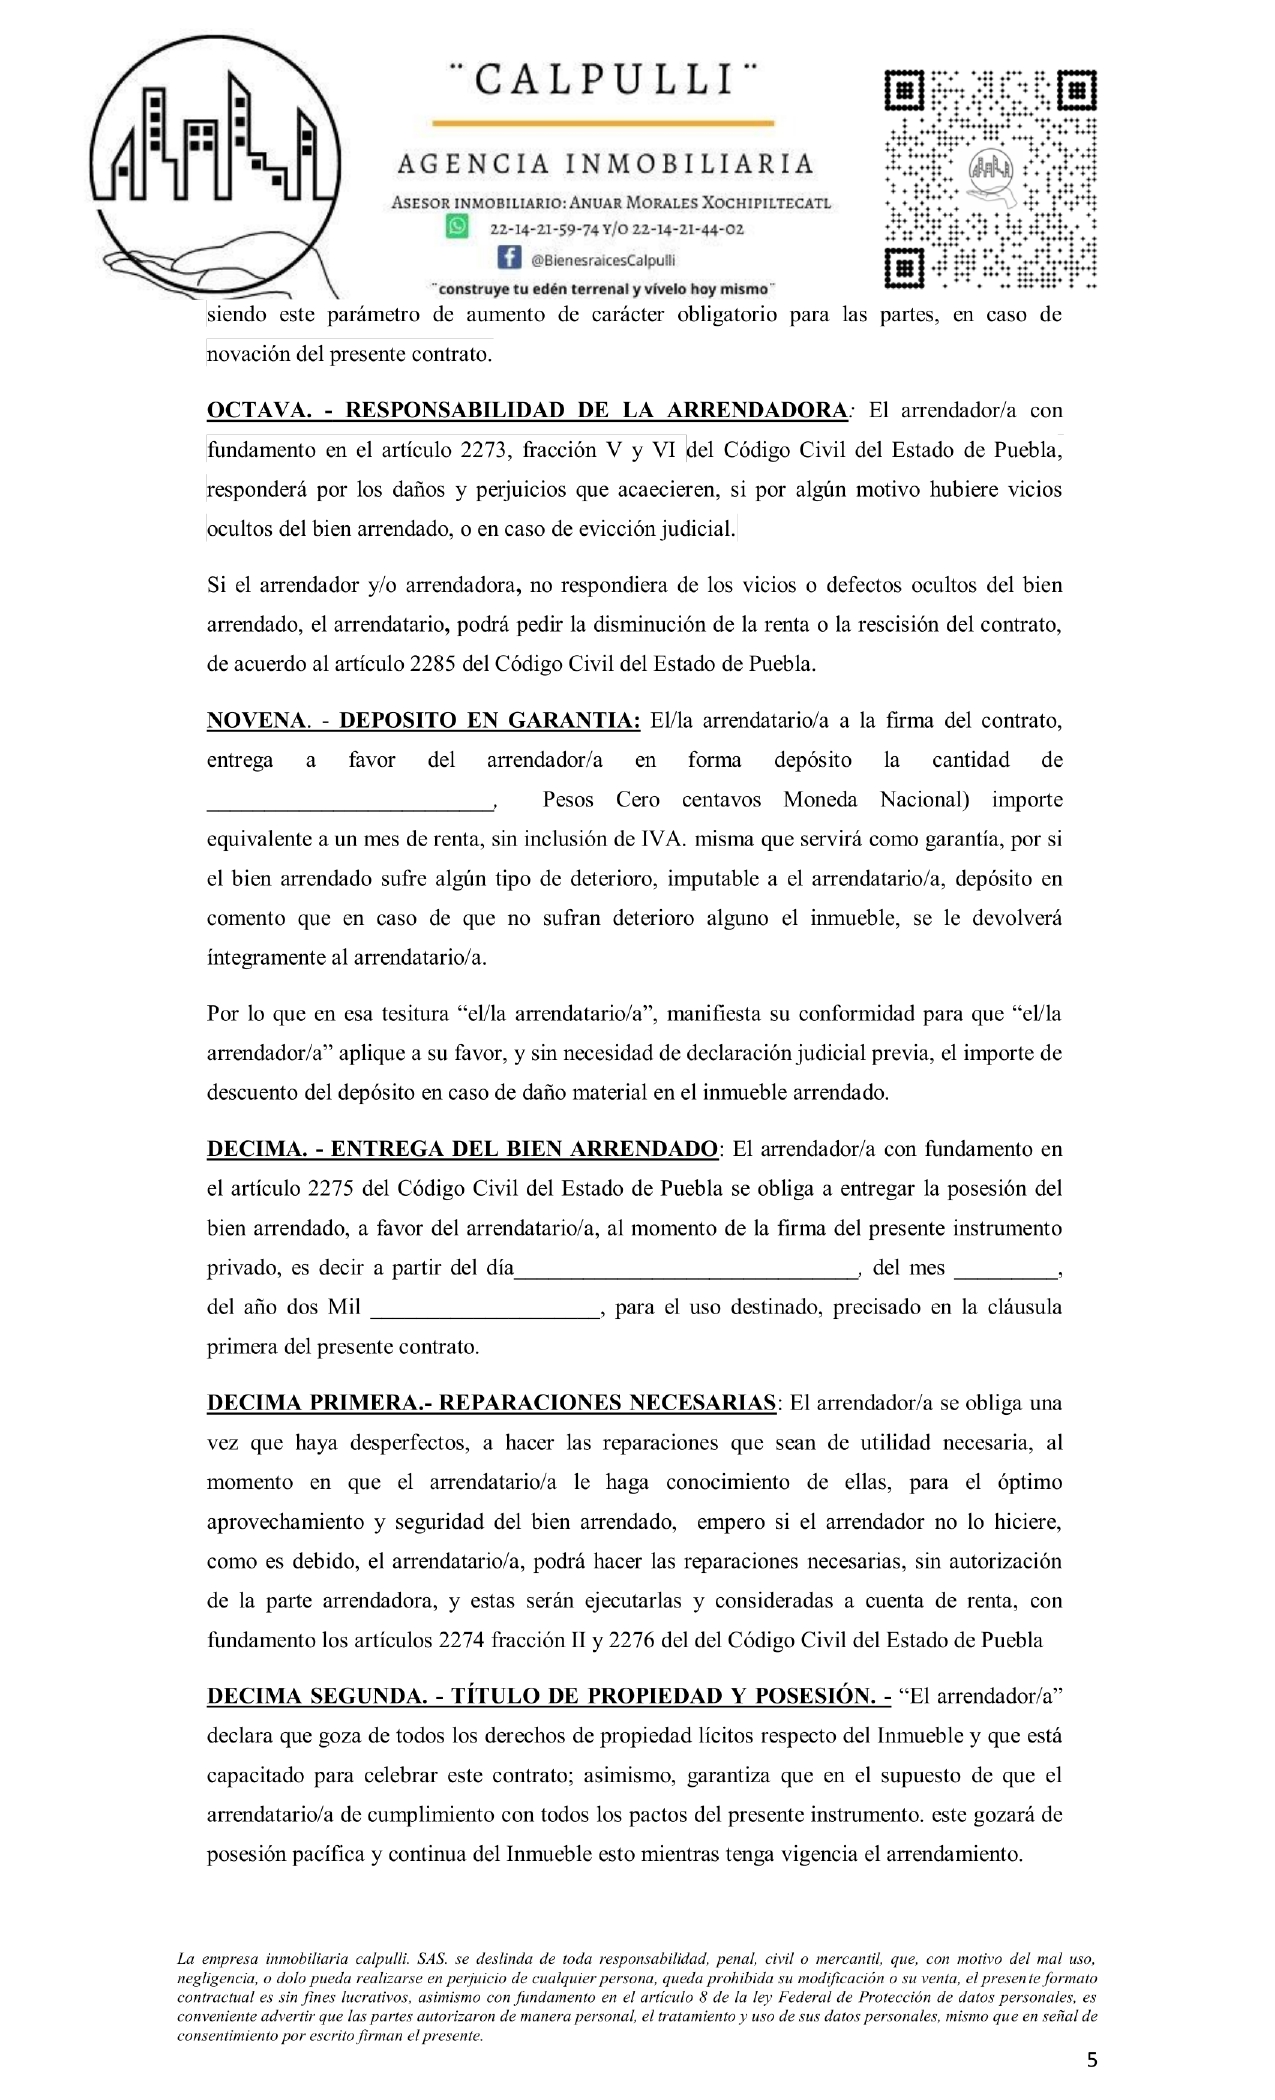 ¨CALPULLI¨
AGENCIA INMOBILIARIA
ASESOR INMOBILIARIO: ANUAR MORALES XOCHIPILTECATL
22-14-21-59-74 Y/O 22-14-21-44-02
@BienesraicesCalpulli
¨construye tu edén terrenal y vívelo hoy mismo¨
siendo este parámetro de aumento de carácter obligatorio para las partes, en caso de
novación del presente contrato.
OCTAVA. - RESPONSABILIDAD DE LA ARRENDADORA: El arrendador/a con
fundamento en el artículo 2273, fracción V y VI del Código Civil del Estado de Puebla,
responderá por los daños y perjuicios que acaecieren, si por algún motivo hubiere vicios
ocultos del bien arrendado, o en caso de evicción judicial.
Si el arrendador y/o arrendadora, no respondiera de los vicios o defectos ocultos del bien
arrendado, el arrendatario, podrá pedir la disminución de la renta o la rescisión del contrato,
de acuerdo al artículo 2285 del Código Civil del Estado de Puebla.
NOVENA. - DEPOSITO EN GARANTIA: El/la arrendatario/a a la firma del contrato,
entrega a favor del arrendador/a en forma depósito la cantidad de
_________________________, Pesos Cero centavos Moneda Nacional) importe
equivalente a un mes de renta, sin inclusión de IVA. misma que servirá como garantía, por si
el bien arrendado sufre algún tipo de deterioro, imputable a el arrendatario/a, depósito en
comento que en caso de que no sufran deterioro alguno el inmueble, se le devolverá
íntegramente al arrendatario/a.
Por lo que en esa tesitura “el/la arrendatario/a”, manifiesta su conformidad para que “el/la
arrendador/a” aplique a su favor, y sin necesidad de declaración judicial previa, el importe de
descuento del depósito en caso de daño material en el inmueble arrendado.
DECIMA. - ENTREGA DEL BIEN ARRENDADO: El arrendador/a con fundamento en
el artículo 2275 del Código Civil del Estado de Puebla se obliga a entregar la posesión del
bien arrendado, a favor del arrendatario/a, al momento de la firma del presente instrumento
privado, es decir a partir del día______________________________, del mes _________,
del año dos Mil ____________________, para el uso destinado, precisado en la cláusula
primera del presente contrato.
DECIMA PRIMERA.- REPARACIONES NECESARIAS: El arrendador/a se obliga una
vez que haya desperfectos, a hacer las reparaciones que sean de utilidad necesaria, al
momento en que el arrendatario/a le haga conocimiento de ellas, para el óptimo
aprovechamiento y seguridad del bien arrendado, empero si el arrendador no lo hiciere,
como es debido, el arrendatario/a, podrá hacer las reparaciones necesarias, sin autorización
de la parte arrendadora, y estas serán ejecutarlas y consideradas a cuenta de renta, con
fundamento los artículos 2274 fracción II y 2276 del del Código Civil del Estado de Puebla
DECIMA SEGUNDA. - TÍTULO DE PROPIEDAD Y POSESIÓN. - “El arrendador/a”
declara que goza de todos los derechos de propiedad lícitos respecto del Inmueble y que está
capacitado para celebrar este contrato; asimismo, garantiza que en el supuesto de que el
arrendatario/a de cumplimiento con todos los pactos del presente instrumento. este gozará de
posesión pacífica y continua del Inmueble esto mientras tenga vigencia el arrendamiento.
La empresa inmobiliaria calpulli. SAS. se deslinda de toda responsabilidad, penal, civil o mercantil, que, con motivo del mal uso,
negligencia, o dolo pueda realizarse en perjuicio de cualquier persona, queda prohibida su modificación o su venta, el presente formato
contractual es sin fines lucrativos, asimismo con fundamento en el artículo 8 de la ley Federal de Protección de datos personales, es
conveniente advertir que las partes autorizaron de manera personal, el tratamiento y uso de sus datos personales, mismo que en señal de
consentimiento por escrito firman el presente.
5